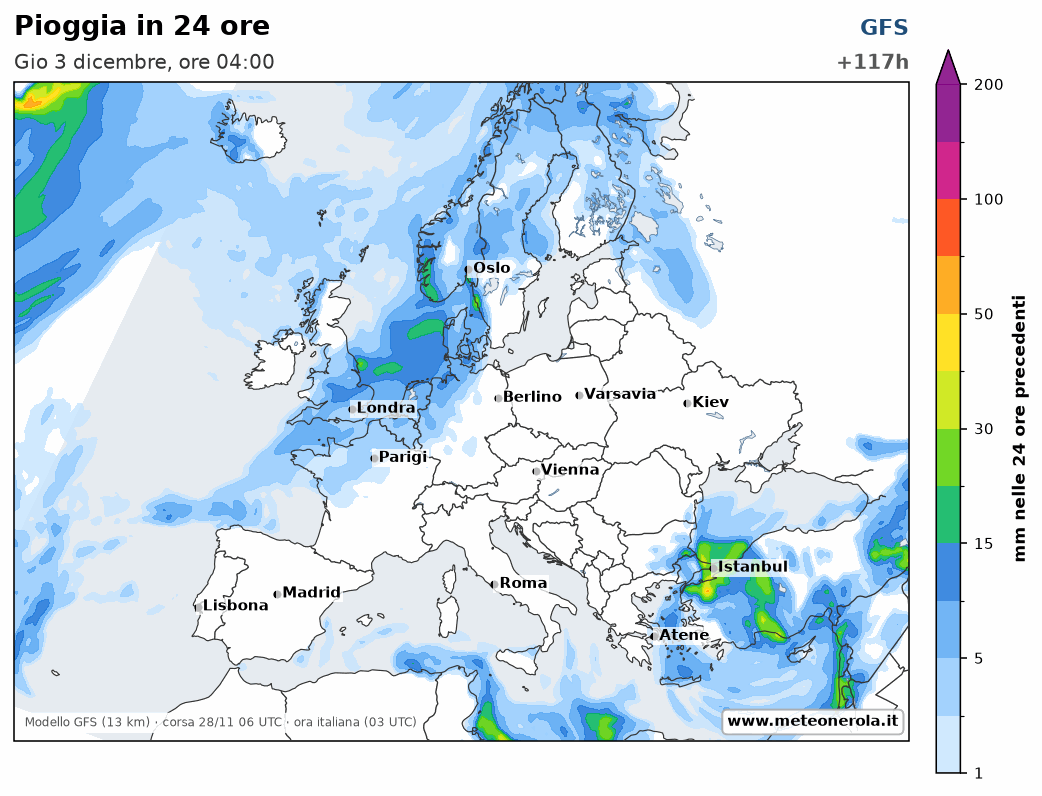 Pioggia in 24 ore
GFS
Gio 3 dicembre, ore 04:00
+117h
200
100
50
30
15
5
1
mm nelle 24 ore precedenti
Oslo
Berlino
Varsavia
Kiev
Londra
Parigi
Vienna
Istanbul
Roma
Madrid
Lisbona
Atene
Modello GFS (13 km) · corsa 28/11 06 UTC · ora italiana (03 UTC)
www.meteonerola.it